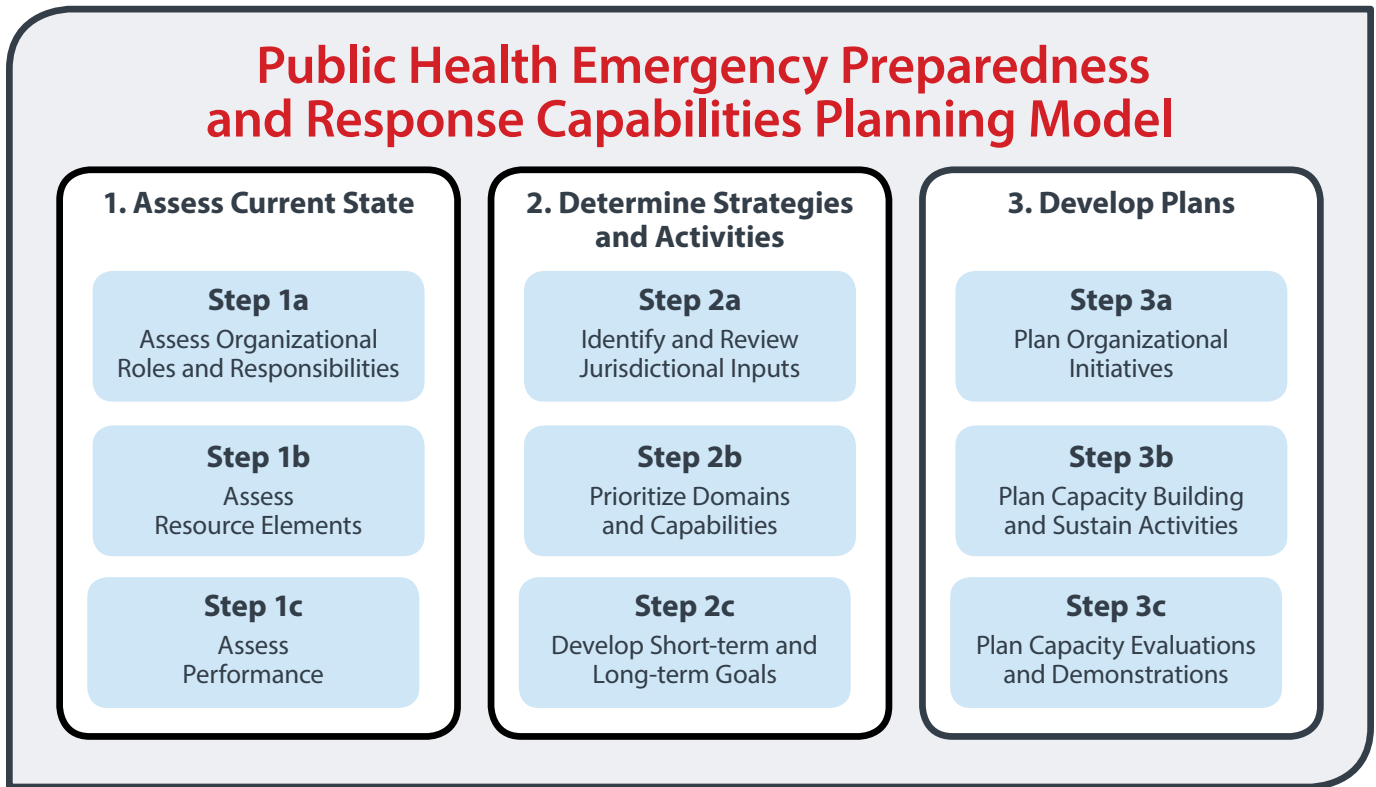 Public Health Emergency Preparedness
and Response Capabilities Planning Model
1. Assess Current State
Step 1a
Assess Organizational
Roles and Responsibilities
Step 1b
Assess
Resource Elements
Step 1c
Assess
Performance
2. Determine Strategies
and Activities
Step 2a
Identify and Review
Jurisdictional Inputs
Step 2b
Prioritize Domains
and Capabilities
Step 2c
Develop Short-term and
Long-term Goals
3. Develop Plans
Step 3a
Plan Organizational
Initiatives
Step 3b
Plan Capacity Building
and Sustain Activities
Step 3c
Plan Capacity Evaluations
and Demonstrations